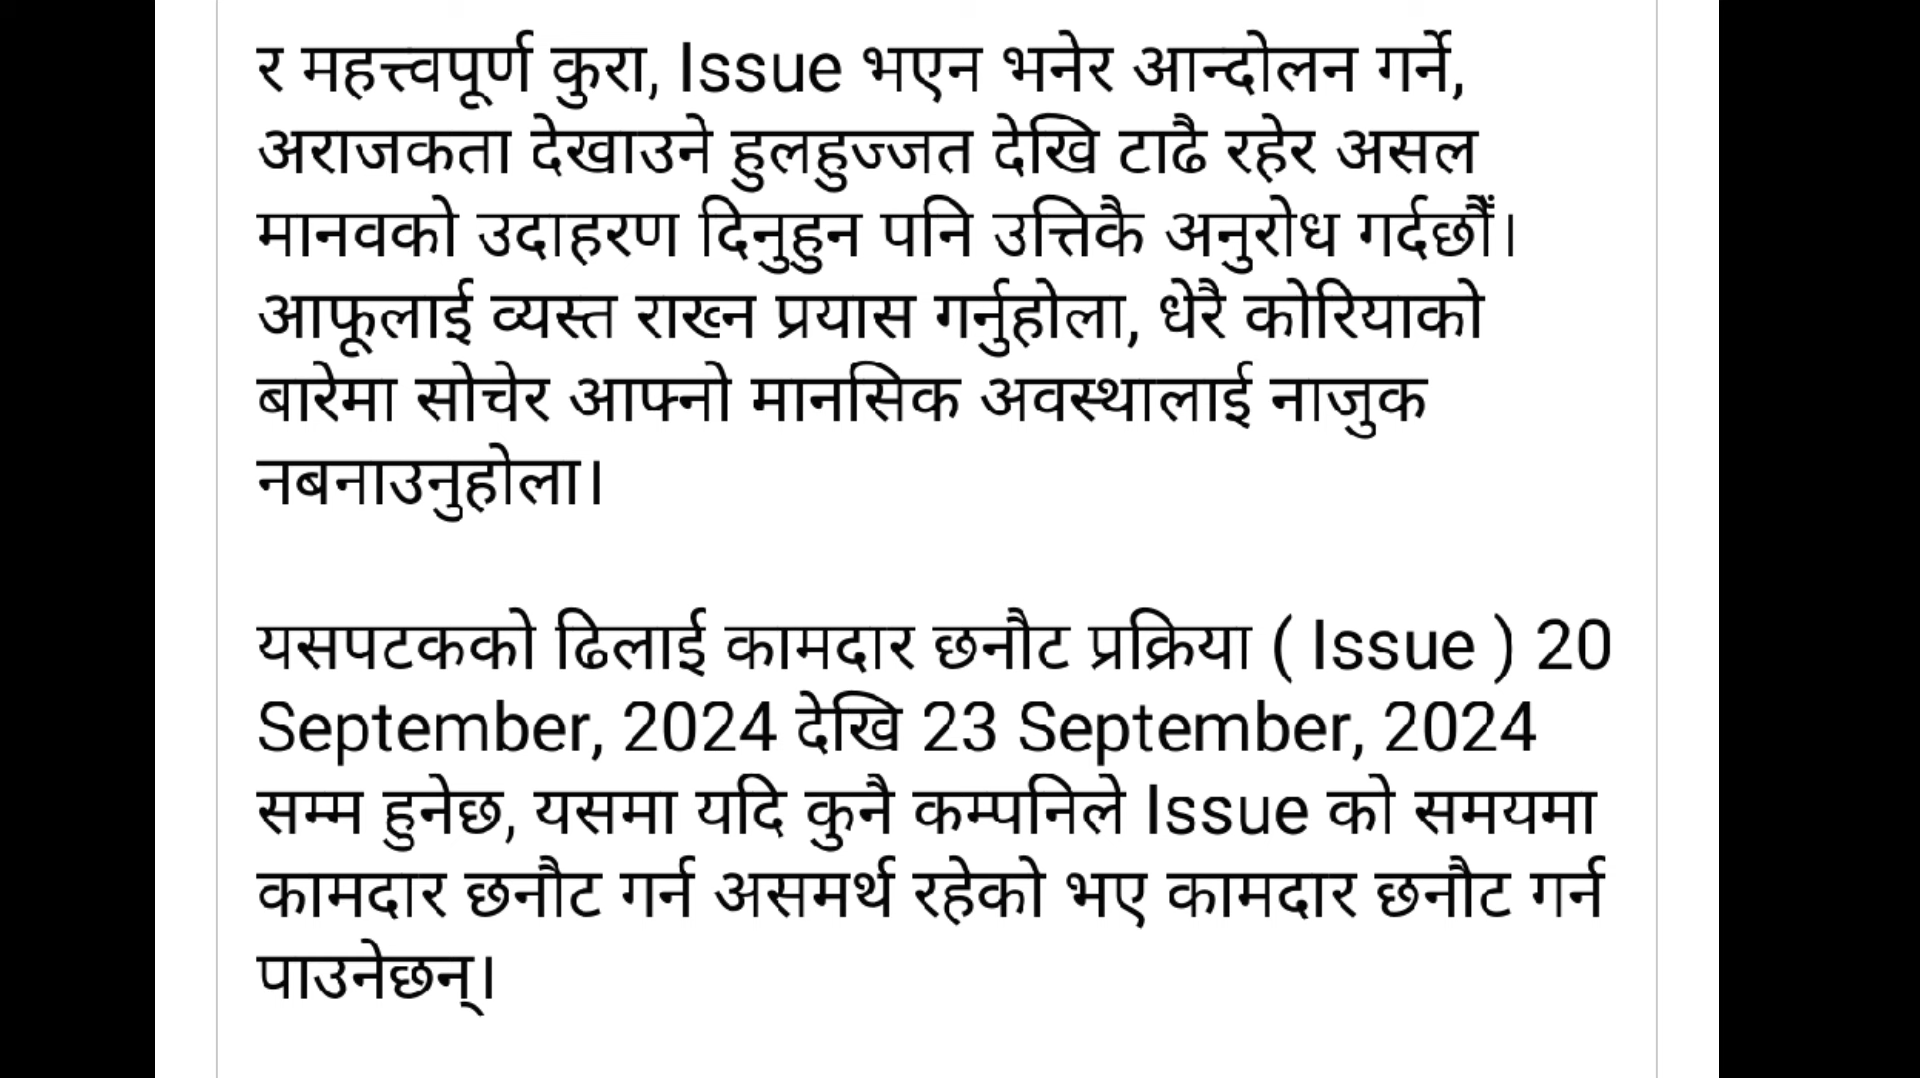 र महत्त्वपूर्ण कुरा, Issue भएन भनेर आन्दोलन गर्ने,
अराजकता देखाउने हुलहुज्जत देखि टाढै रहेर असल
मानवको उदाहरण दिनुहुन पनि उत्तिकै अनुरोध गर्दछौँ।
आफूलाई व्यस्त राख्न प्रयास गर्नुहोला, धेरै कोरियाको
बारेमा सोचेर आफ्नो मानसिक अवस्थालाई नाजुक
नबनाउनुहोला।
यसपटकको ढिलाई कामदार छनौट प्रक्रिया ( Issue ) 20
September, 2024 देखि 23 September, 2024
सम्म हुनेछ, यसमा यदि कुनै कम्पनिले Issue को समयमा
कामदार छनौट गर्न असमर्थ रहेको भए कामदार छनौट गर्न
पाउनेछन्।